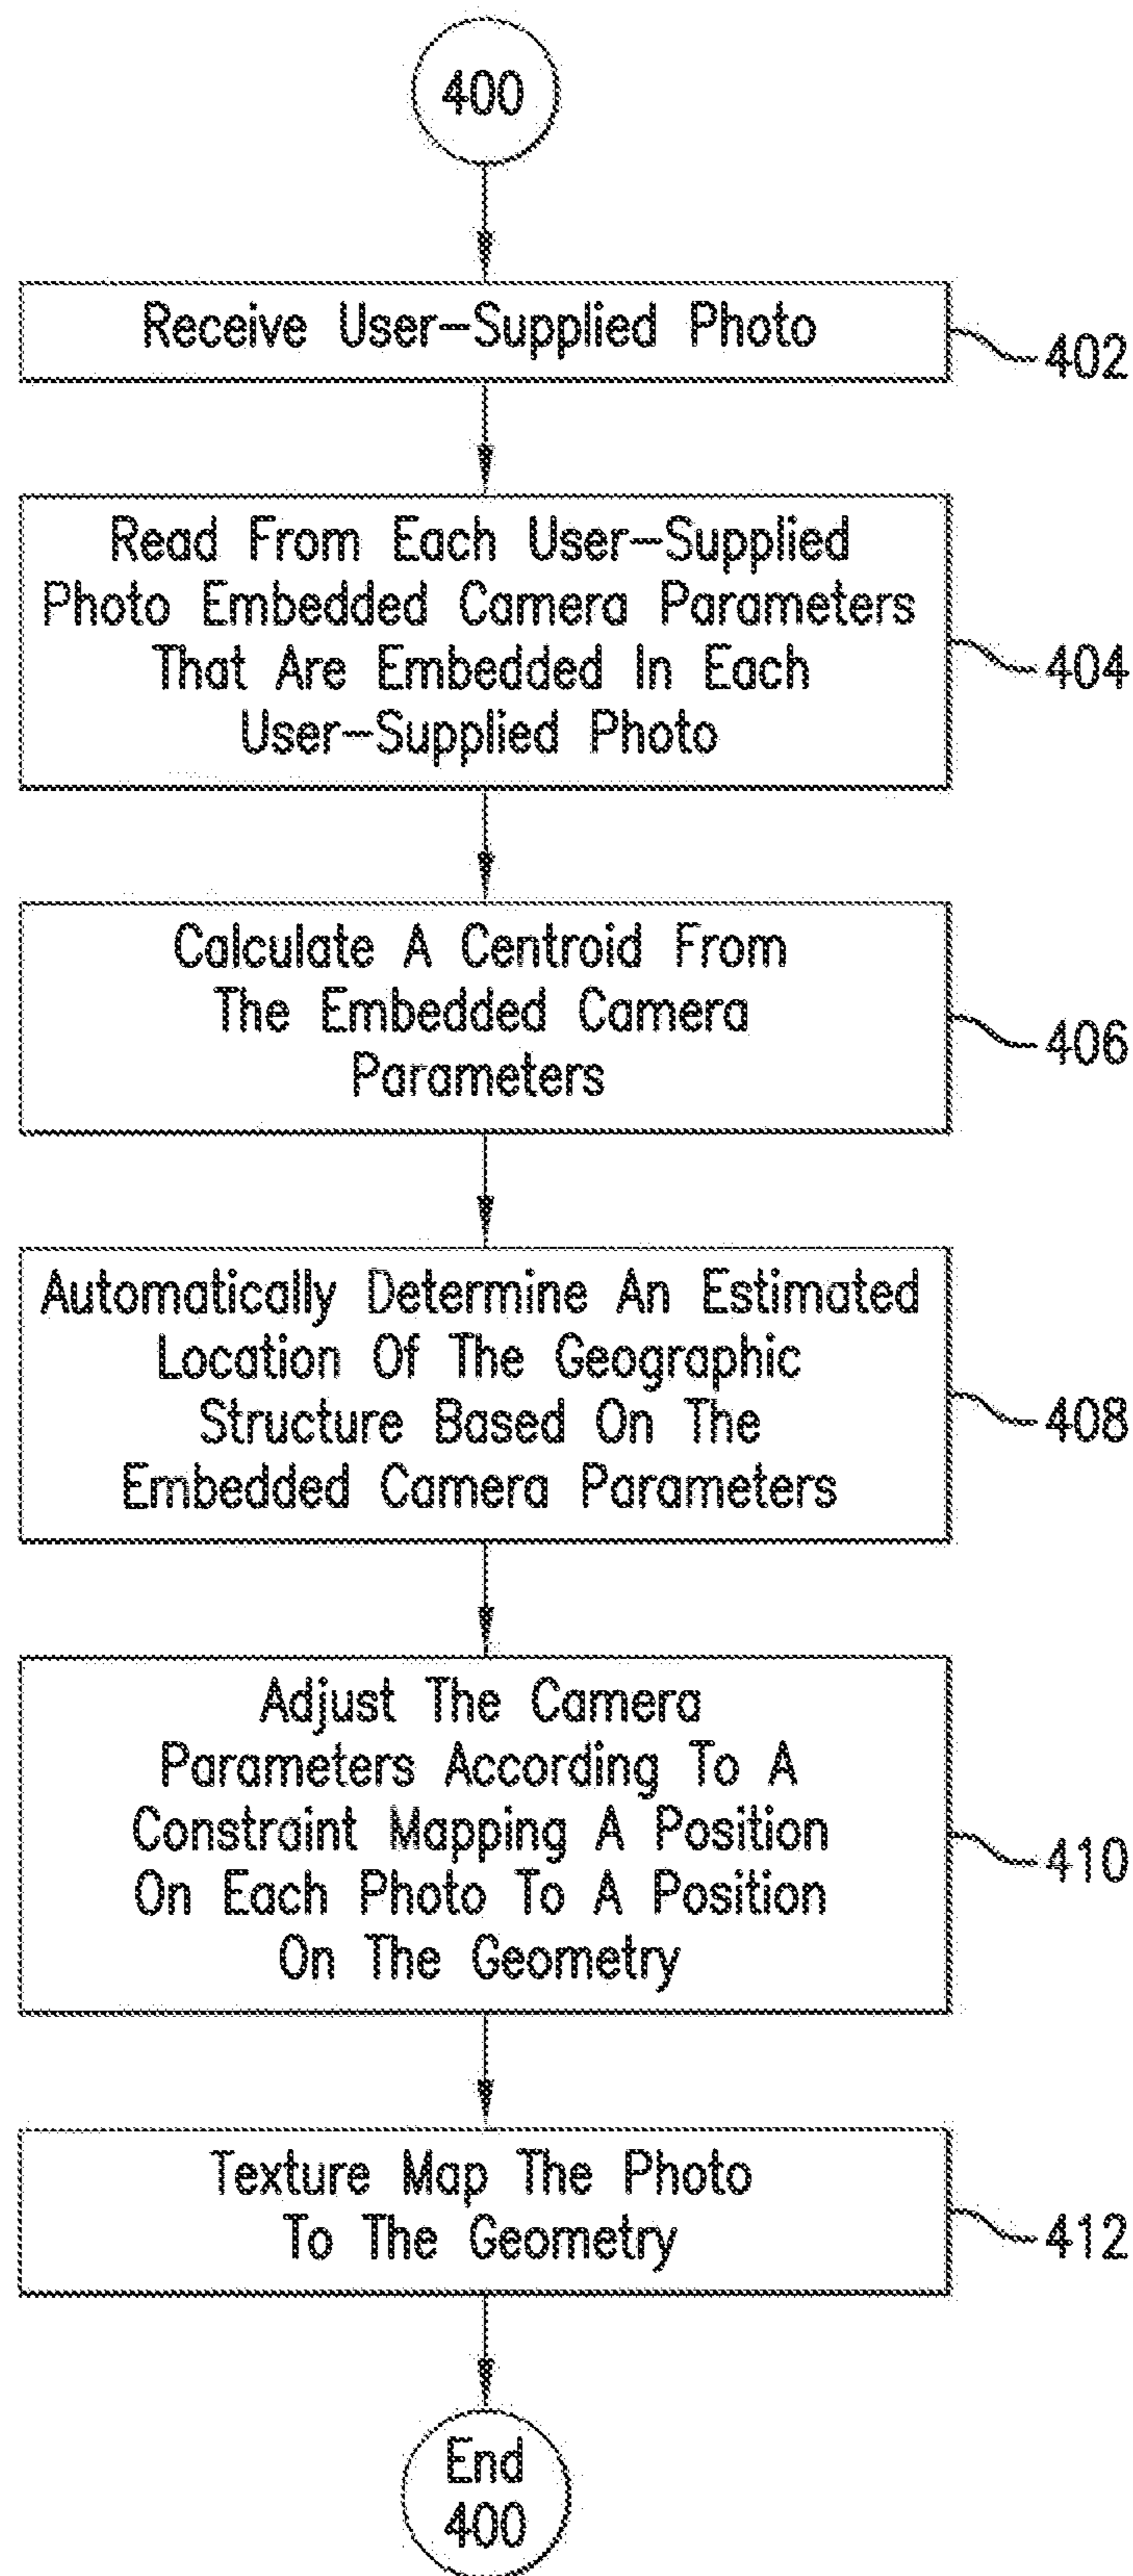 400
Receive User-Supplied Photo
402
Read From Each User-Supplied
Photo Embedded Camera Parameters
That Are Embedded In Each
User-Supplied Photo
404
Calculate A Centroid From
The Embedded Camera
Parameters
406
Automatically Determine An Estimated
Location Of The Geographic
Structure Based On The
Embedded Camera Parameters
408
Adjust The Camera
Parameters According To A
Constraint Mapping A Position
On Each Photo To A Position
On The Geometry
410
Texture Map The Photo
To The Geometry
412
End
400